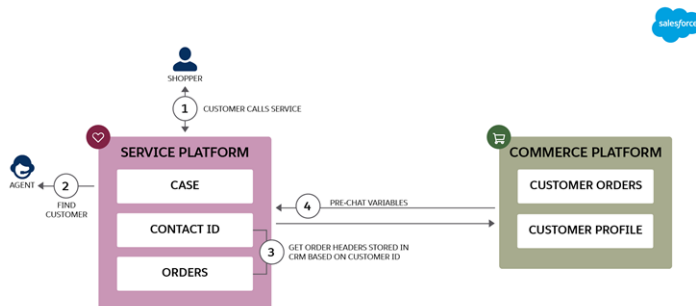 salesforce
SHOPPER
1
CUSTOMER CALLS SERVICE
SERVICE PLATFORM
COMMERCE PLATFORM
AGENT
2
FIND
CUSTOMER
CASE
CONTACT ID
ORDERS
4
PRE-CHAT VARIABLES
3
GET ORDER HEADERS STORED IN
CRM BASED ON CUSTOMER ID
CUSTOMER ORDERS
CUSTOMER PROFILE